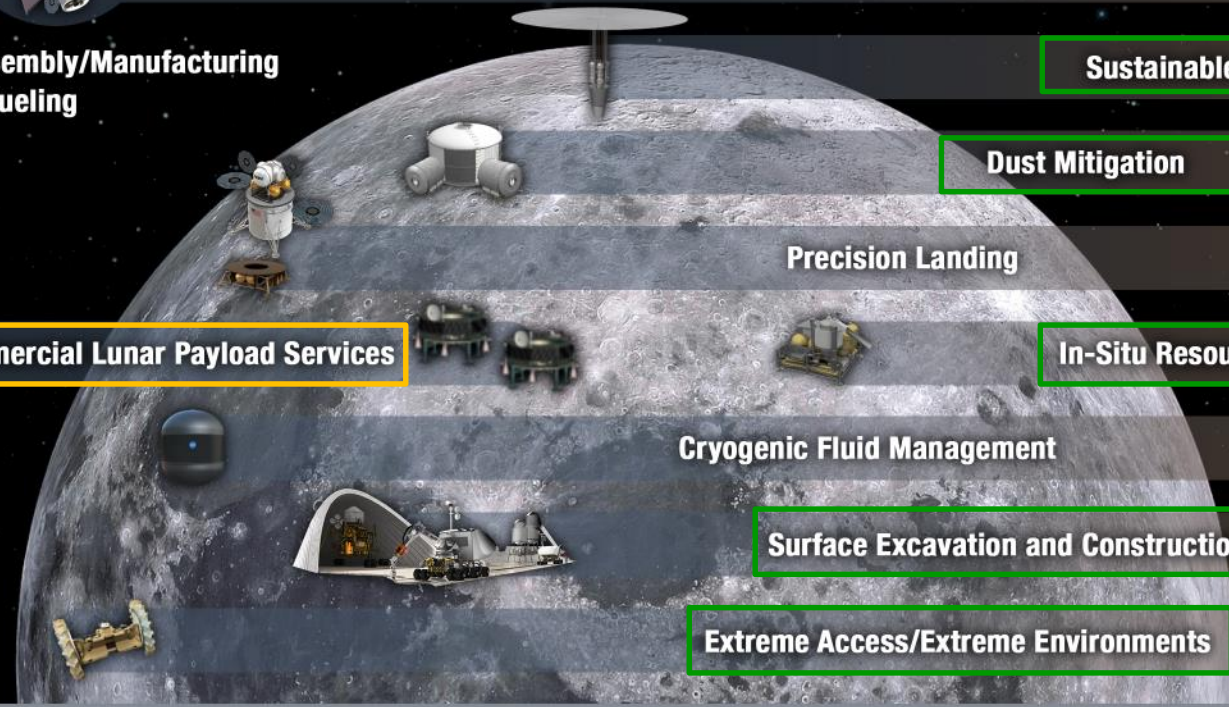 embly/Manufacturing
ueling
Sustainable
Dust Mitigation
Precision Landing
mercial Lunar Payload Services
In-Situ Resou
Cryogenic Fluid Management
Surface Excavation and Constructio
Extreme Access/Extreme Environments